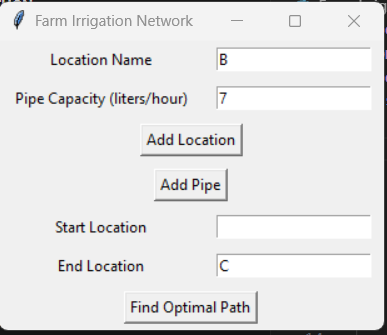 Farm Irrigation Network
Location Name B
Pipe Capacity (liters/hour) 7
Add Location
Add Pipe
Start Location
End Location C
Find Optimal Path